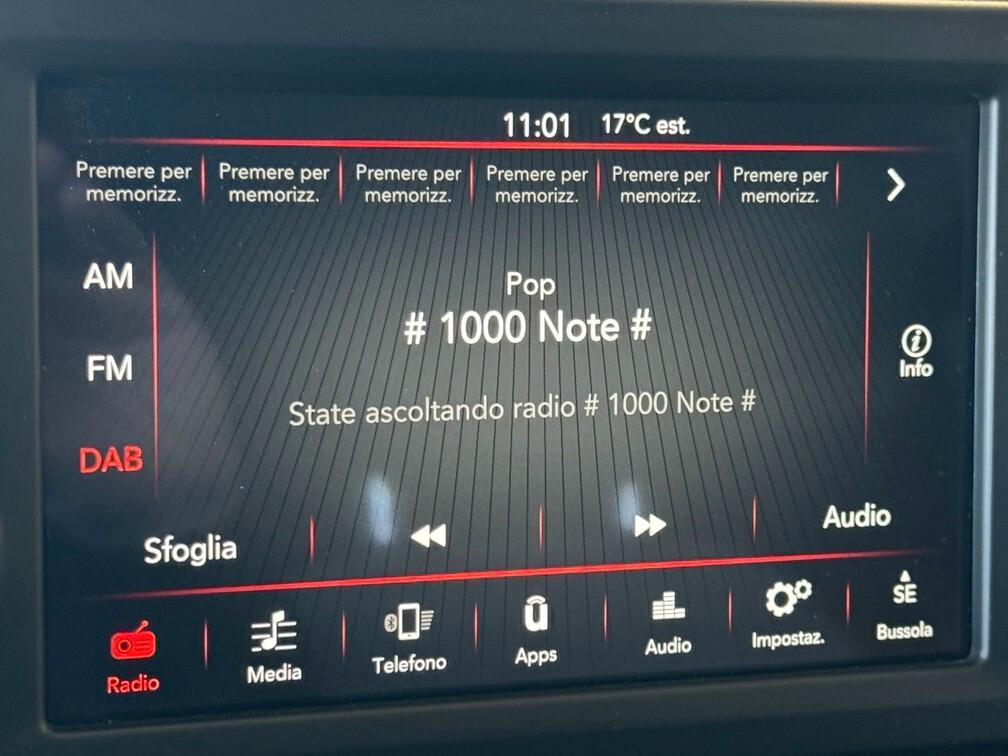 11:01 17°C est.
Premere per memorizz.
Premere per memorizz.
Premere per memorizz.
Premere per memorizz.
Premere per memorizz.
Premere per memorizz.
AM
FM
DAB
Pop
# 1000 Note #
State ascoltando radio # 1000 Note #
i
Info
Sfoglia
Audio
Radio
Media
Telefono
u
Apps
Audio
Impostaz.
SE
Bussola